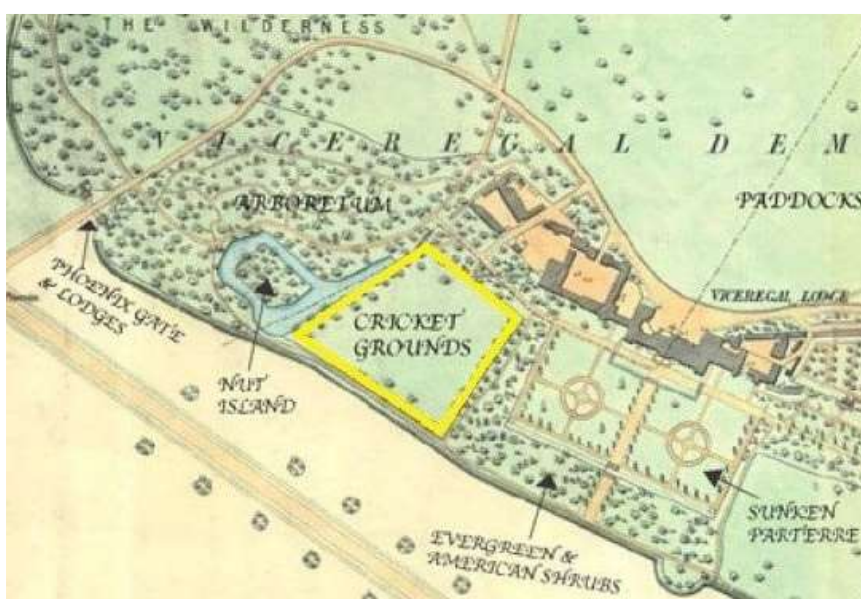 THE WILDERNESS
VICEREGAL DEM
ARBORETUM
PADDOCKS
PHOENIX GATE
& LODGES
VICEREGAL LODGE
CRICKET
GROUNDS
NUT
ISLAND
SUNKEN
PARTERRE
EVERGREEN &
AMERICAN SHRUBS